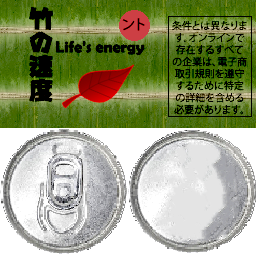 竹の速度
Life's energy
ント
条件とは異なりま
す。オンラインで
存在するすべて
の企業は、電子商
取引規則を遵守
するために特定
の詳細を含める
必要があります。